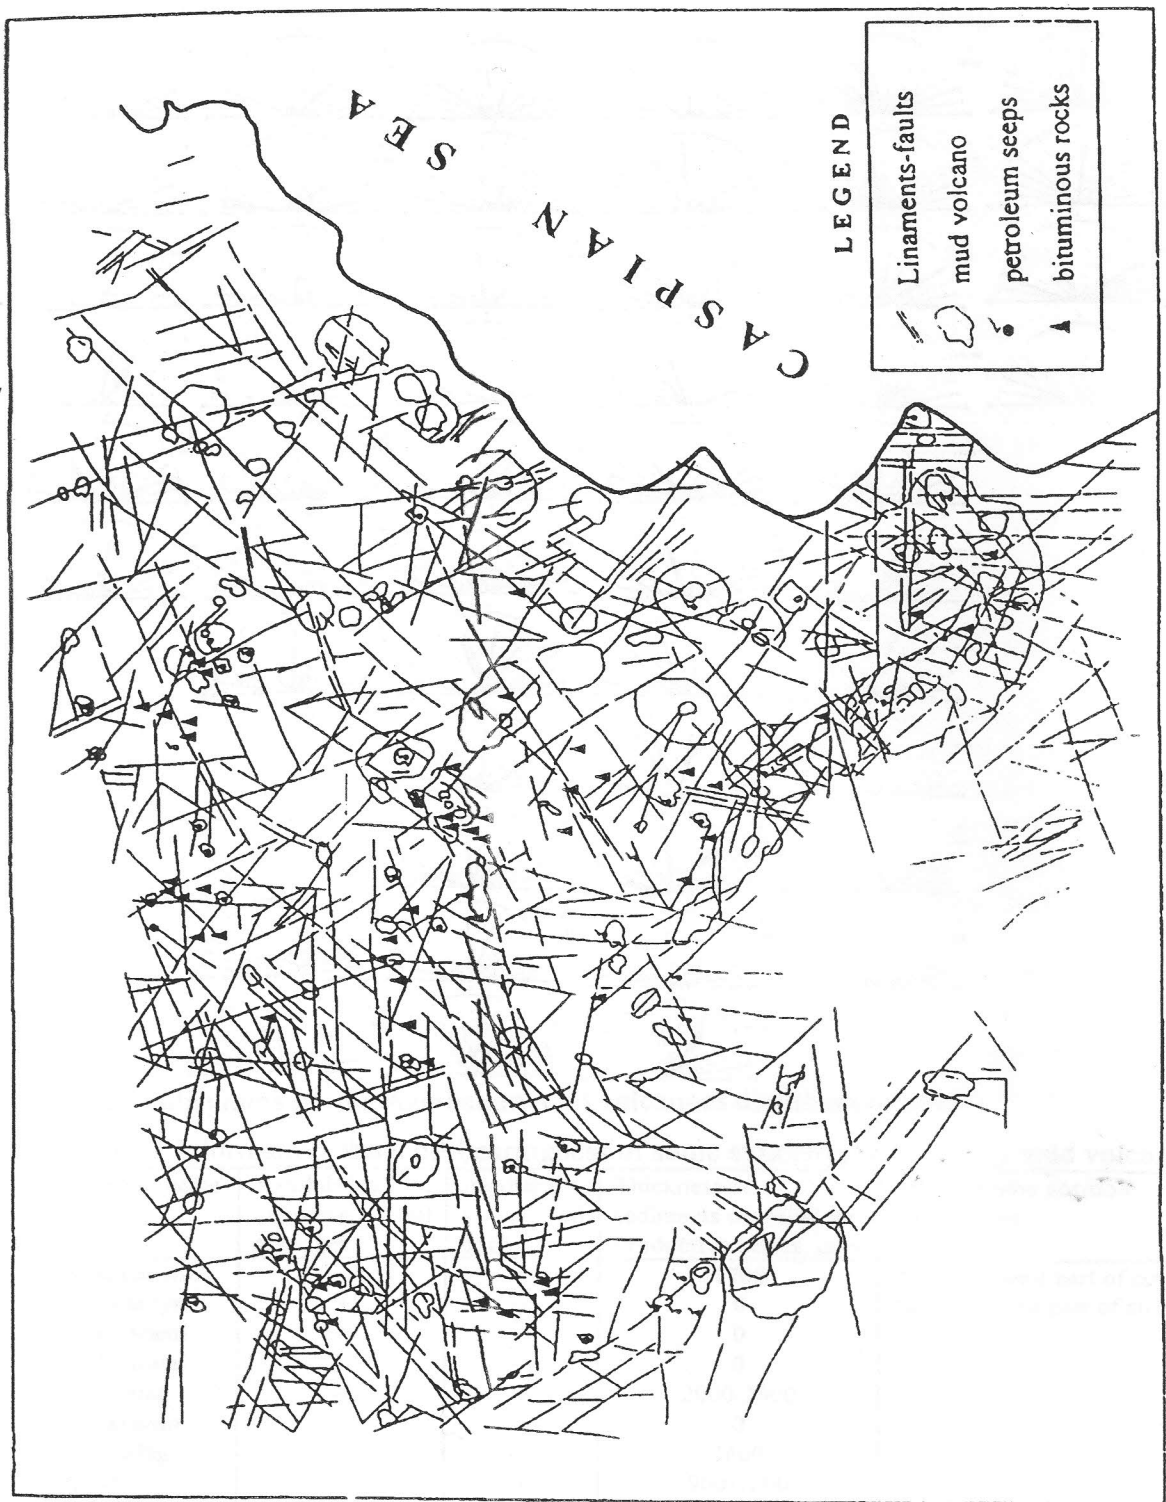 CASPIAN SEA
LEGEND
Linaments-faults
mud volcano
petroleum seeps
bituminous rocks